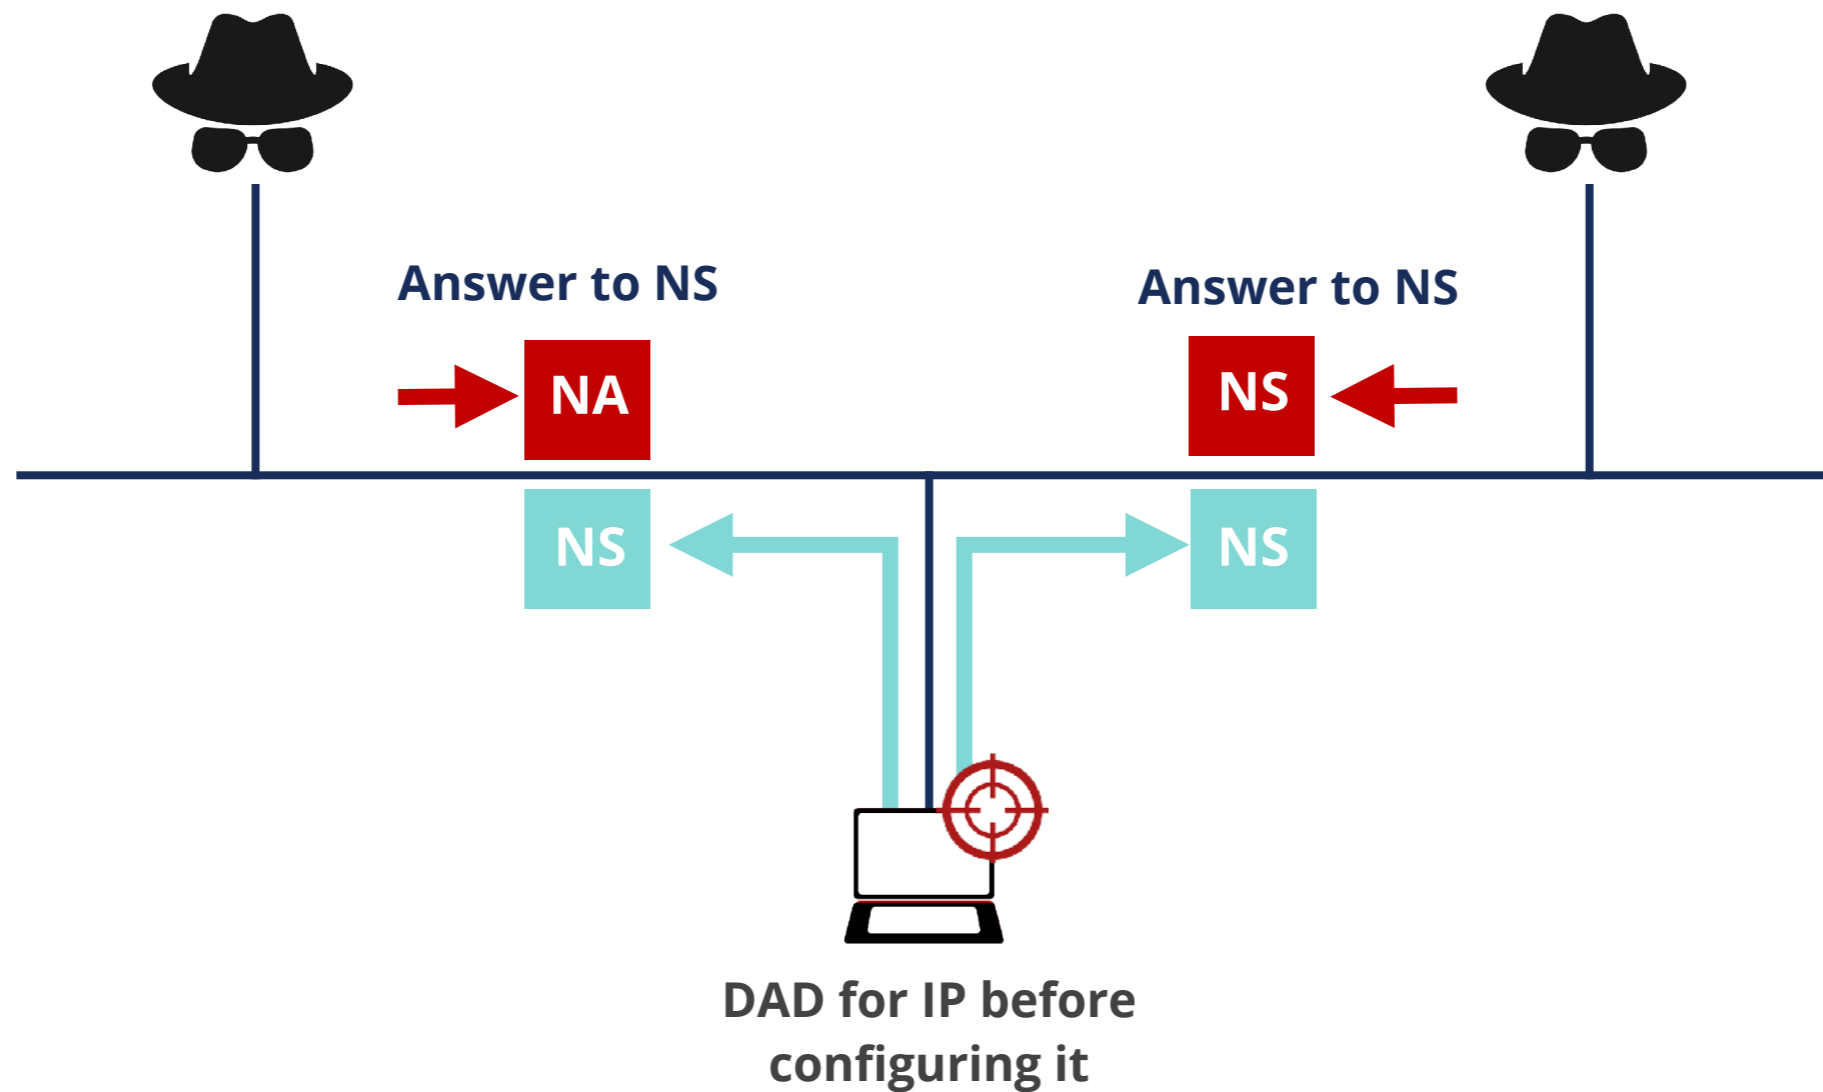 Answer to NS
Answer to NS
NA
NS
NS
NS
DAD for IP before
configuring it